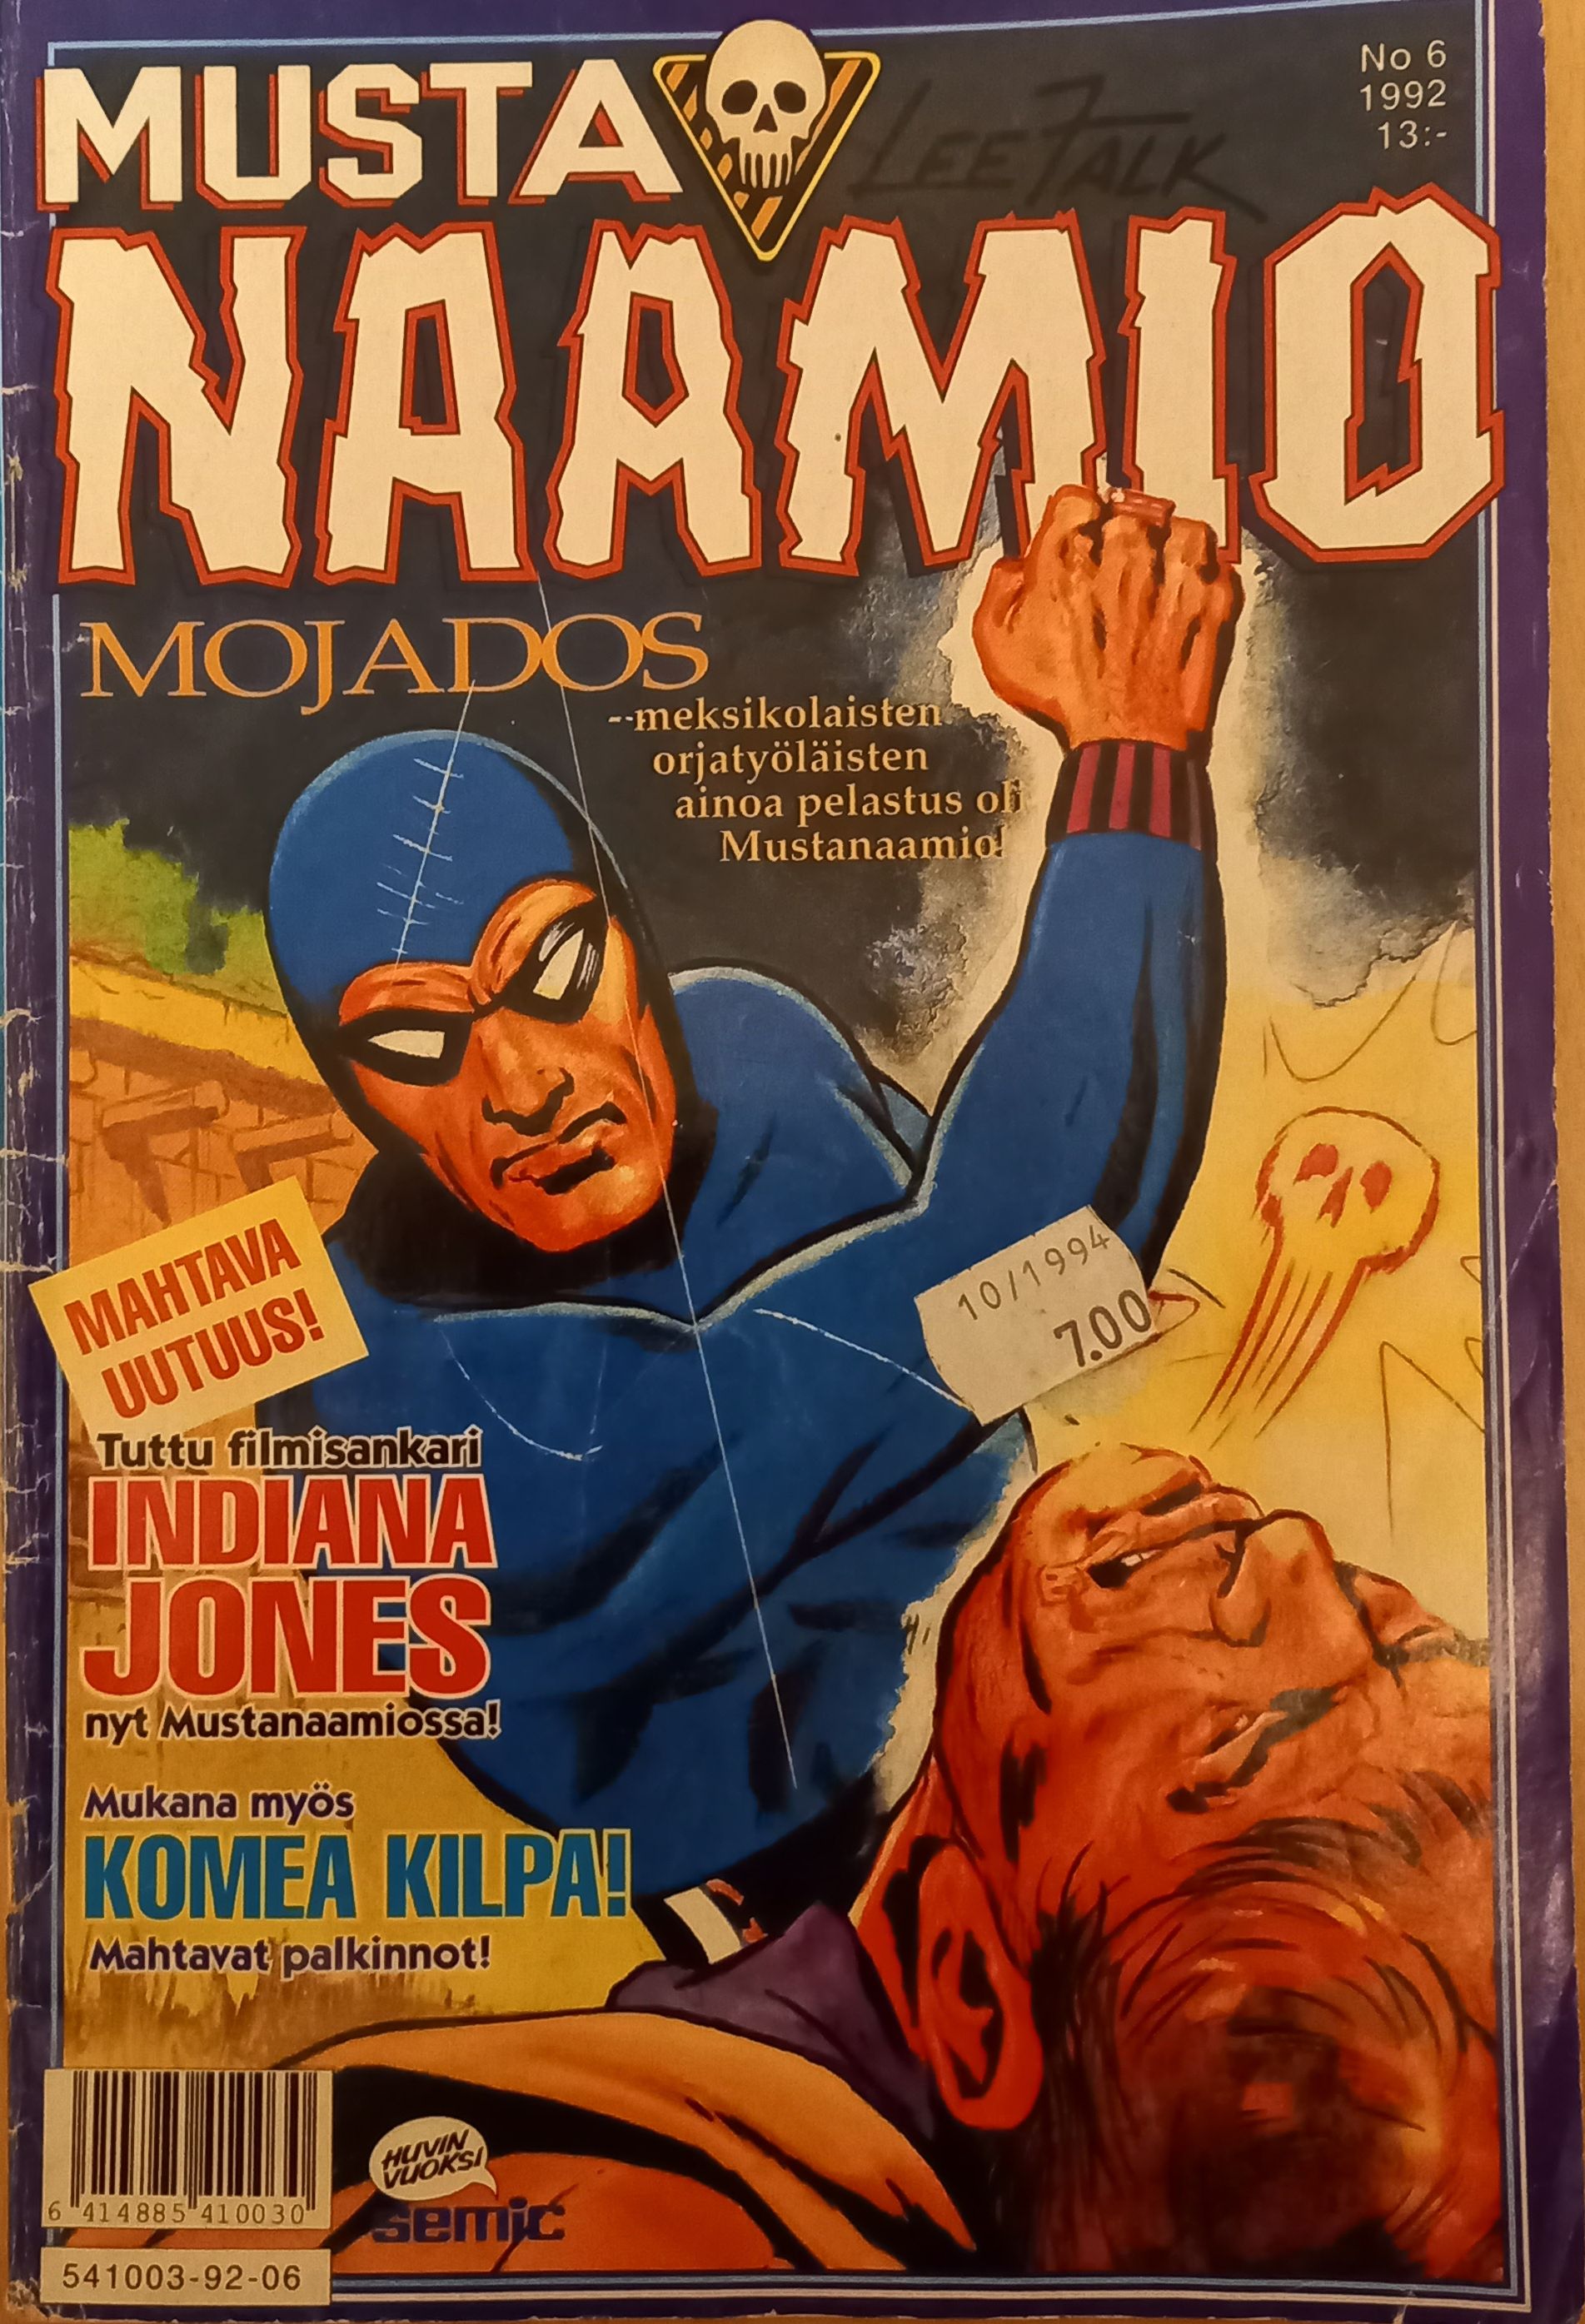 MUSTA
NAAMIO
LEE FALK
No 6
1992
13:-
MOJADOS
--meksikolaisten
orjatyöläisten
ainoa pelastus oli
Mustanaamio!
10/1994
7.00
MAHTAVA
UUTUUS!
Tuttu filmisankari
INDIANA
JONES
nyt Mustanaamiossa!
Mukana myös
KOMEA KILPA!
Mahtavat palkinnot!
6 414885 410030
HUVIN
VUOKSI
semic
541003-92-06